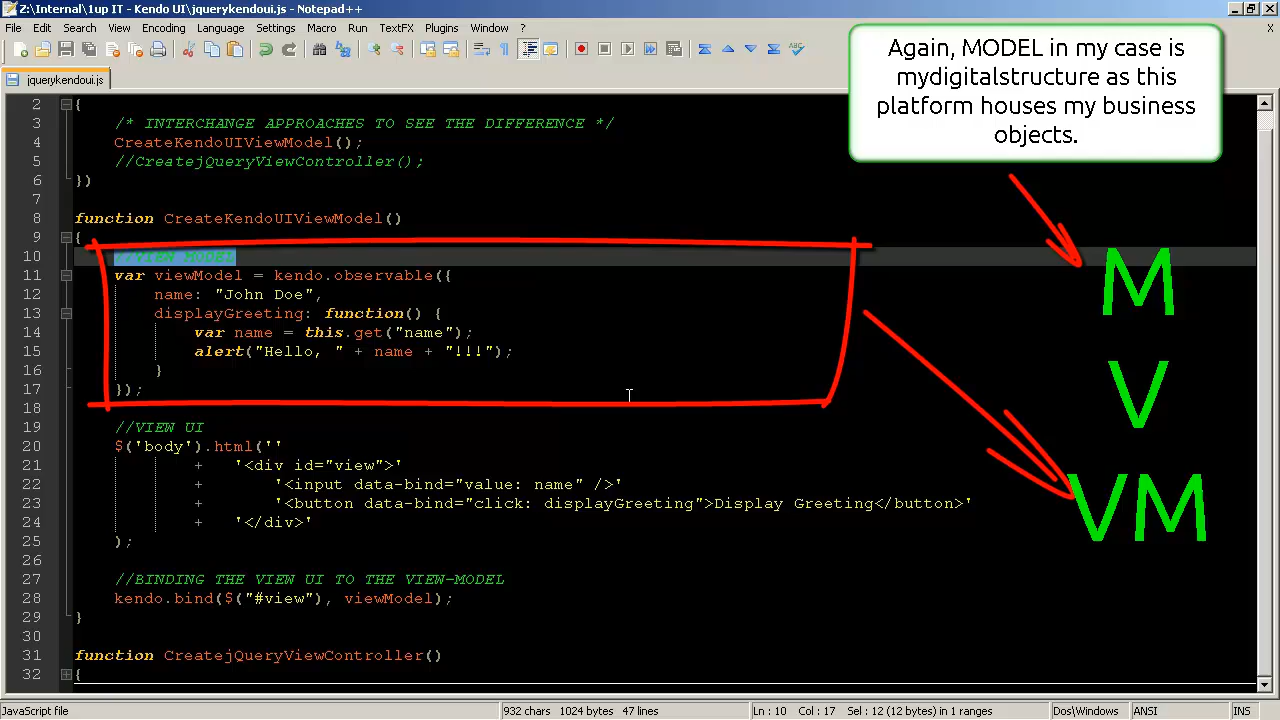 Z:\Internal\1up IT - Kendo UI\jquerykendoui.js - Notepad++
File Edit Search View Encoding Language Settings Macro Run TextFX Plugins Window ?
jquerykendoui.js
Again, MODEL in my case is
mydigitalstructure as this
platform houses my business
objects.
2 {
3 /* INTERCHANGE APPROACHES TO SEE THE DIFFERENCE */
4 CreateKendoUIViewModel();
5 //CreatejQueryViewController();
6 })
7
8 function CreateKendoUIViewModel()
9 {
10 //VIEW MODEL
11 var viewModel = kendo.observable({
12 name: "John Doe",
13 displayGreeting: function() {
14 var name = this.get("name");
15 alert("Hello, " + name + "!!!");
16 }
17 });
18
19 //VIEW UI
20 $('body').html(''
21 + '<div id="view">'
22 + '<input data-bind="value: name" />'
23 + '<button data-bind="click: displayGreeting">Display Greeting</button>'
24 + '</div>'
25 );
26
27 //BINDING THE VIEW UI TO THE VIEW-MODEL
28 kendo.bind($("#view"), viewModel);
29 }
30
31 function CreatejQueryViewController()
32 {
M
V
VM
JavaScript file 932 chars 1024 bytes 47 lines Ln : 10 Col : 17 Sel : 12 (12 bytes) in 1 ranges Dos\Windows ANSI INS